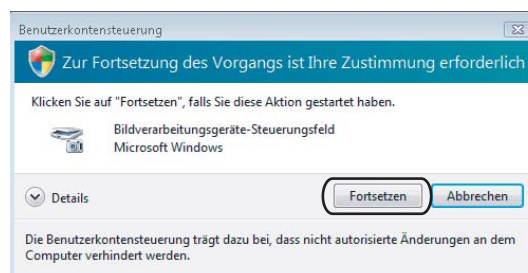 Benutzerkontensteuerung
Zur Fortsetzung des Vorgangs ist Ihre Zustimmung erforderlich
Klicken Sie auf "Fortsetzen", falls Sie diese Aktion gestartet haben.
Bildverarbeitungsgeräte-Steuerungsfeld
Microsoft Windows
Details
Fortsetzen
Abbrechen
Die Benutzerkontensteuerung trägt dazu bei, dass nicht autorisierte Änderungen an dem
Computer verhindert werden.